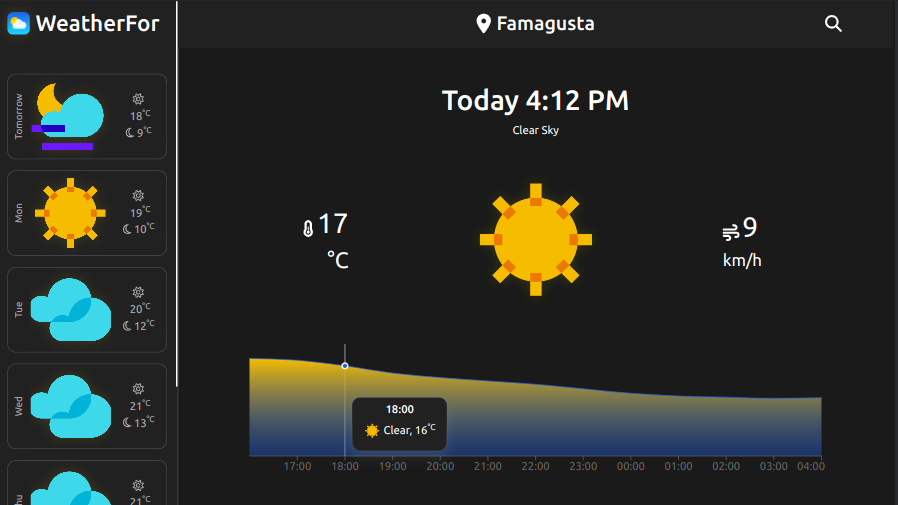 WeatherFor
Famagusta
Tomorrow
18°C
9°C
Mon
19°C
10°C
Tue
20°C
12°C
Wed
21°C
13°C
21°C
Today 4:12 PM
Clear Sky
17
°C
9
km/h
18:00
Clear, 16°C
17:00 18:00 19:00 20:00 21:00 22:00 23:00 00:00 01:00 02:00 03:00 04:00